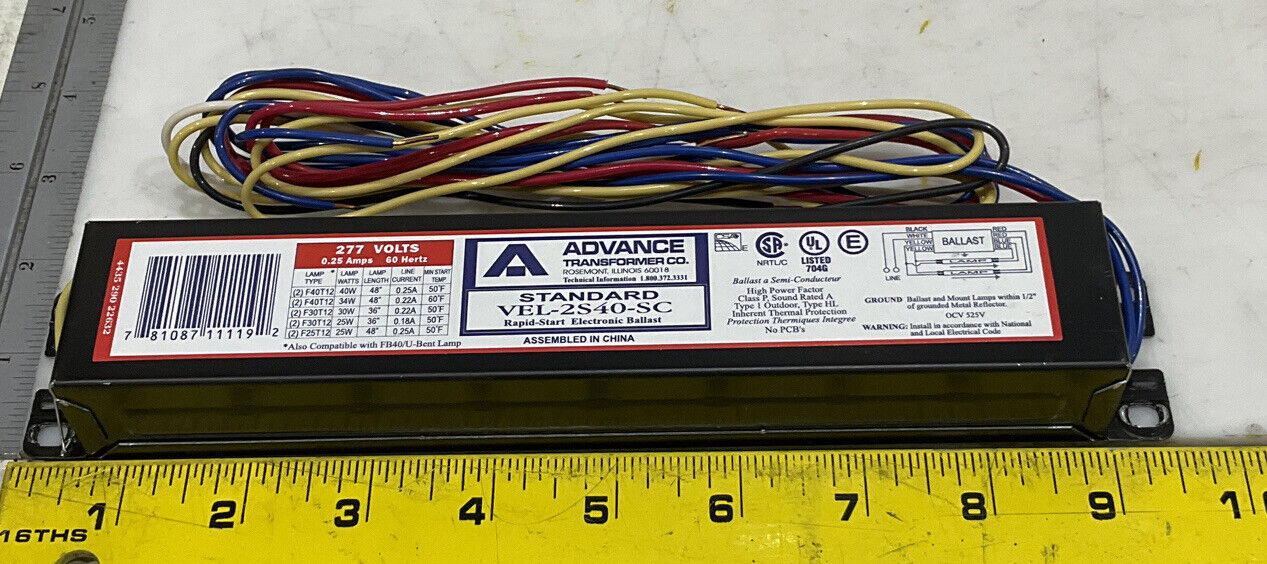 4435 290 22632
7 81087 11119 2
277 VOLTS
0.25 Amps 60 Hertz
LAMP TYPE * LAMP WATTS LAMP LENGTH LINE CURRENT MIN START TEMP
(2) F40T12 40W 48" 0.25A 50°F
(2) F40T12 34W 48" 0.22A 60°F
(2) F30T12 30W 36" 0.22A 50°F
(2) F30T12 25W 36" 0.18A 50°F
(2) F25T12 25W 48" 0.25A 50°F
*Also Compatible with FB40/U-Bent Lamp
A ADVANCE
TRANSFORMER CO.
ROSEMONT, ILLINOIS 60018
Technical Information 1.800.372.3331
STANDARD
VEL-2S40-SC
Rapid-Start Electronic Ballast
ASSEMBLED IN CHINA
SA
NRTL/C
UL
LISTED
704G
E
Ballast a Semi-Conducteur
High Power Factor
Class P, Sound Rated A
Type 1 Outdoor, Type HL
Inherent Thermal Protection
Protection Thermiques Integree
No PCB's
BLACK
WHITE
YELLOW
YELLOW
BALLAST
RED
RED
BLUE
BLUE
LAMP
LAMP
LINE
GROUND Ballast and Mount Lamps within 1/2"
of grounded Metal Reflector.
OCV 525V
WARNING: Install in accordance with National
and Local Electrical Code
1 2 3 4 5 6 7 8 9 1
16THS